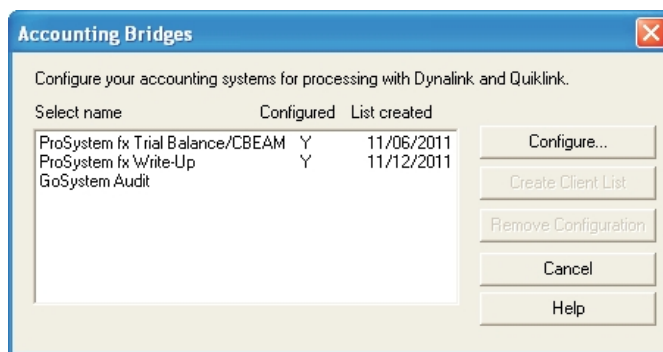 Accounting Bridges
Configure your accounting systems for processing with Dynalink and Quiklink.
Select name Configured List created
ProSystem fx Trial Balance/CBEAM Y 11/06/2011
ProSystem fx Write-Up Y 11/12/2011
GoSystem Audit
Configure...
Create Client List
Remove Configuration
Cancel
Help